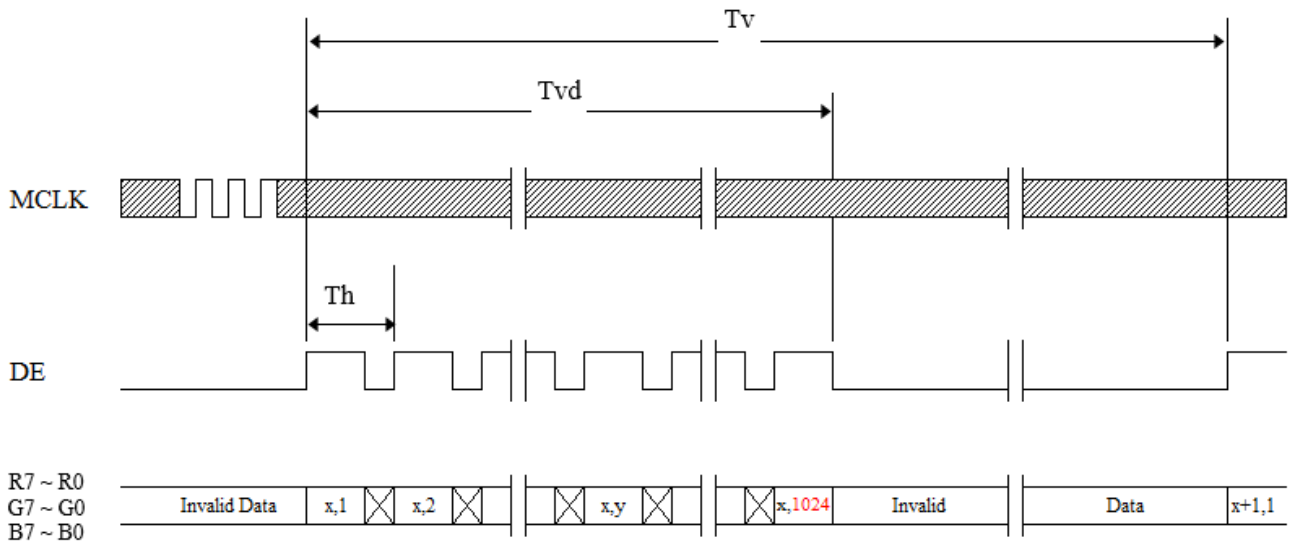 Tv
Tvd
MCLK
Th
DE
R7 ~ R0
G7 ~ G0
B7 ~ B0
Invalid Data x,1 x,2 x,y x,1024 Invalid Data x+1,1